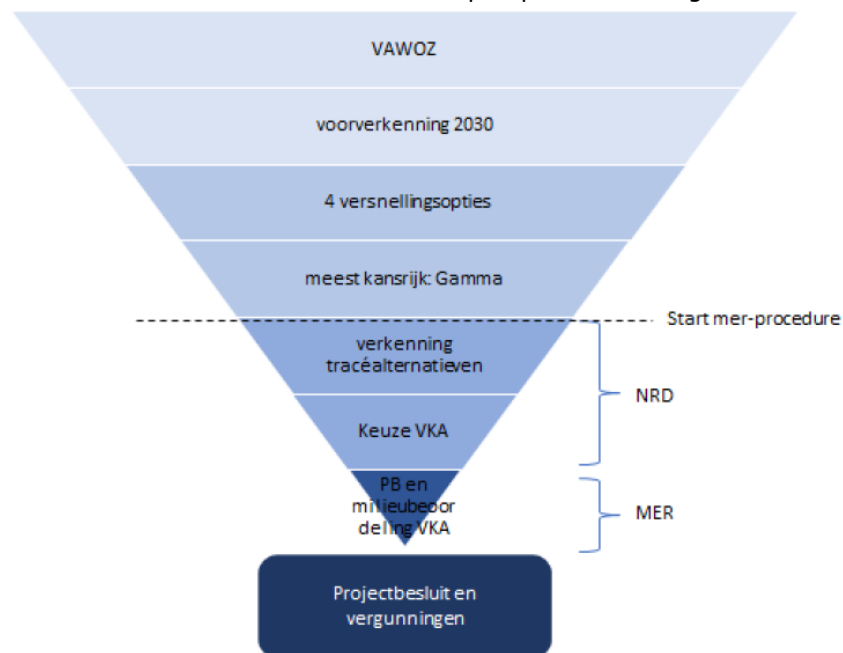 VAWOZ
voorverkenning 2030
4 versnellingsopties
meest kansrijk: Gamma
Start mer-procedure
verkenning
tracéalternatieven
NRD
Keuze VKA
PB en
milieubeoor
deling VKA
MER
Projectbesluit en
vergunningen